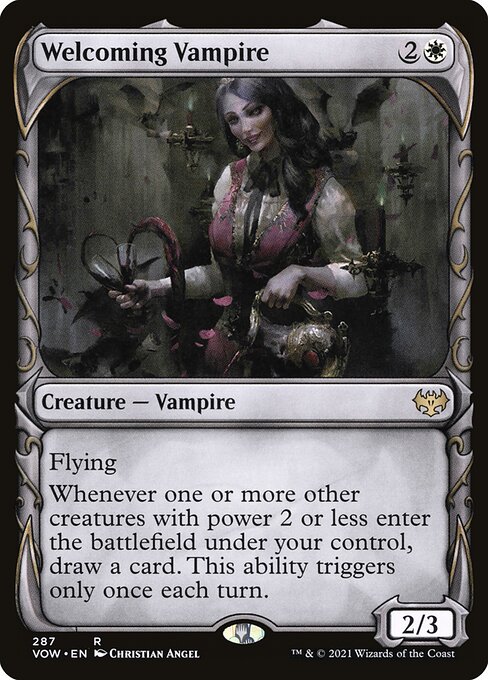 Welcoming Vampire 2
Creature — Vampire
Flying
Whenever one or more other
creatures with power 2 or less enter
the battlefield under your control,
draw a card. This ability triggers
only once each turn.
2/3
287 R
VOW • EN Christian Angel ™ & © 2021 Wizards of the Coast